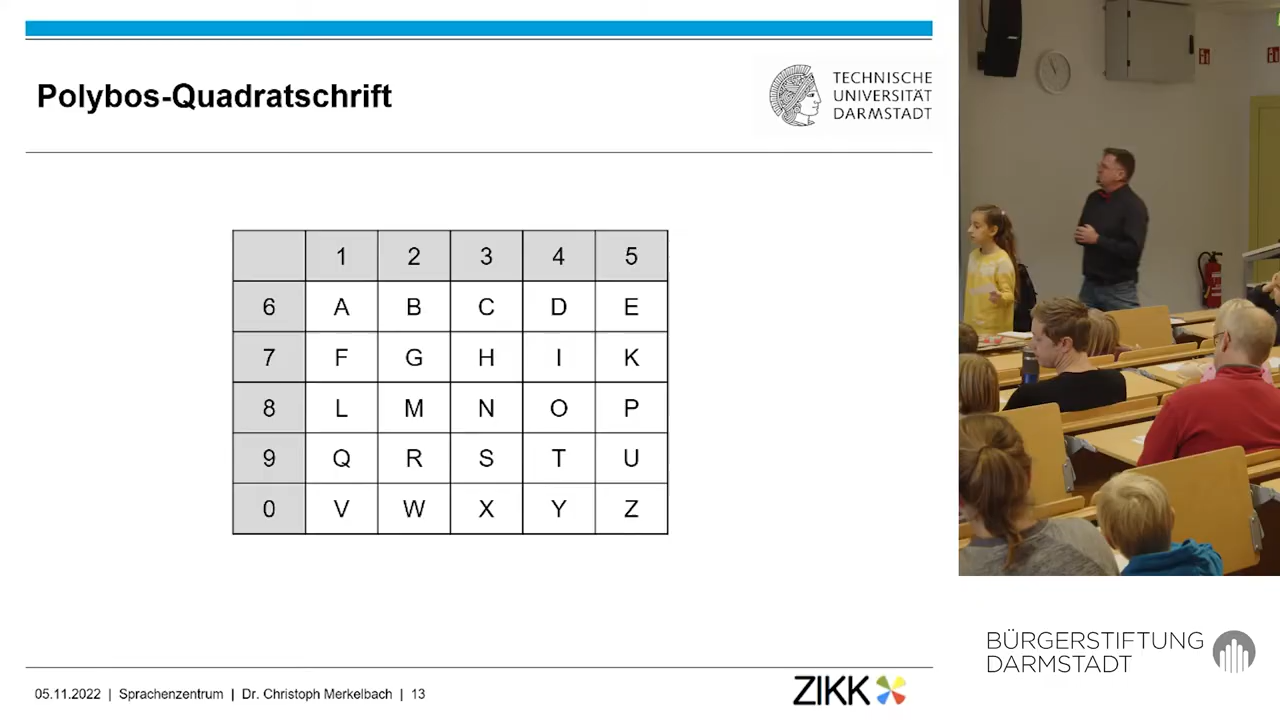 Polybos-Quadratschrift
TECHNISCHE
UNIVERSITÄT
DARMSTADT
1 2 3 4 5
6 A B C D E
7 F G H I K
8 L M N O P
9 Q R S T U
0 V W X Y Z
05.11.2022 | Sprachenzentrum | Dr. Christoph Merkelbach | 13
ZIKK
BÜRGERSTIFTUNG
DARMSTADT